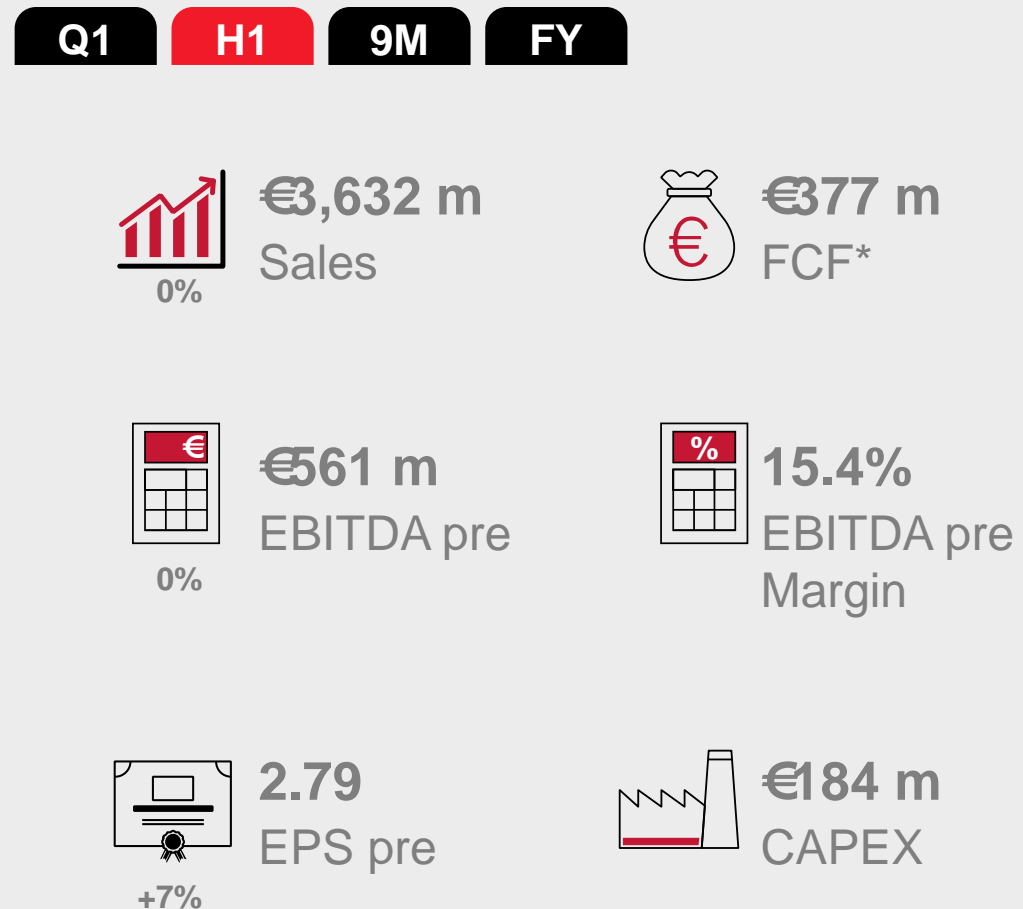 Q1 H1 9M FY
€3,632 m
Sales
0%
€377 m
€
FCF*
€
€561 m
EBITDA pre
0%
%
15.4%
EBITDA pre
Margin
2.79
EPS pre
+7%
€184 m
CAPEX